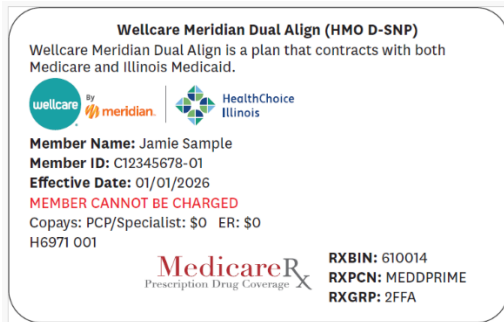 Wellcare Meridian Dual Align (HMO D-SNP)
Wellcare Meridian Dual Align is a plan that contracts with both
Medicare and Illinois Medicaid.
wellcare
By
meridian.
HealthChoice
Illinois
Member Name: Jamie Sample
Member ID: C12345678-01
Effective Date: 01/01/2026
MEMBER CANNOT BE CHARGED
Copays: PCP/Specialist: $0 ER: $0
H6971 001
MedicareRx
Prescription Drug Coverage
RXBIN: 610014
RXPCN: MEDDPRIME
RXGRP: 2FFA